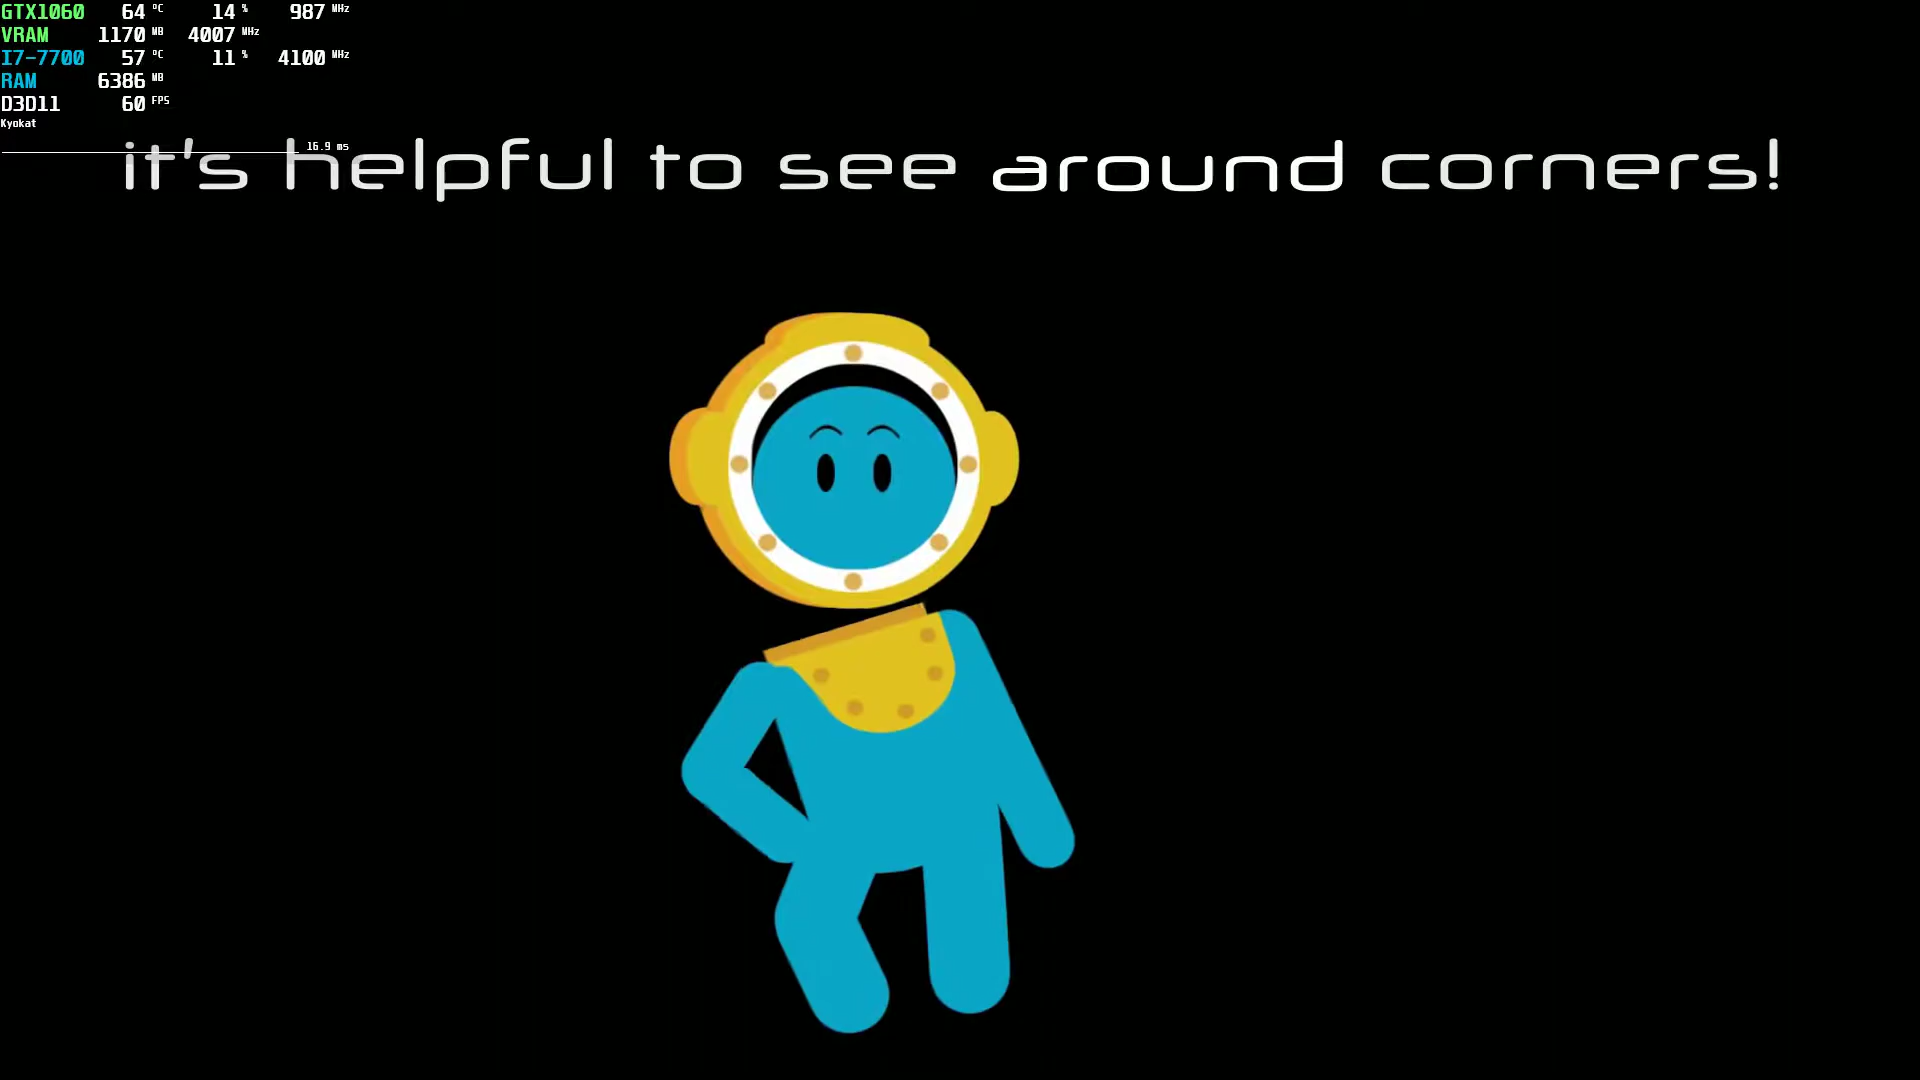 GTX1060 64 °C 14 % 987 MHz
VRAM 1170 MB 4007 MHz
I7-7700 57 °C 11 % 4100 MHz
RAM 6386 MB
D3D11 60 FPS
Kyokat
16.9 ms
it's helpful to see around corners!